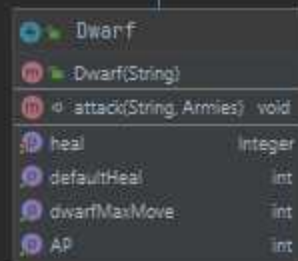 Dwarf
Dwarf(String)
attack(String, Armies) void
heal Integer
defaultHeal int
dwarfMaxMove int
AP int